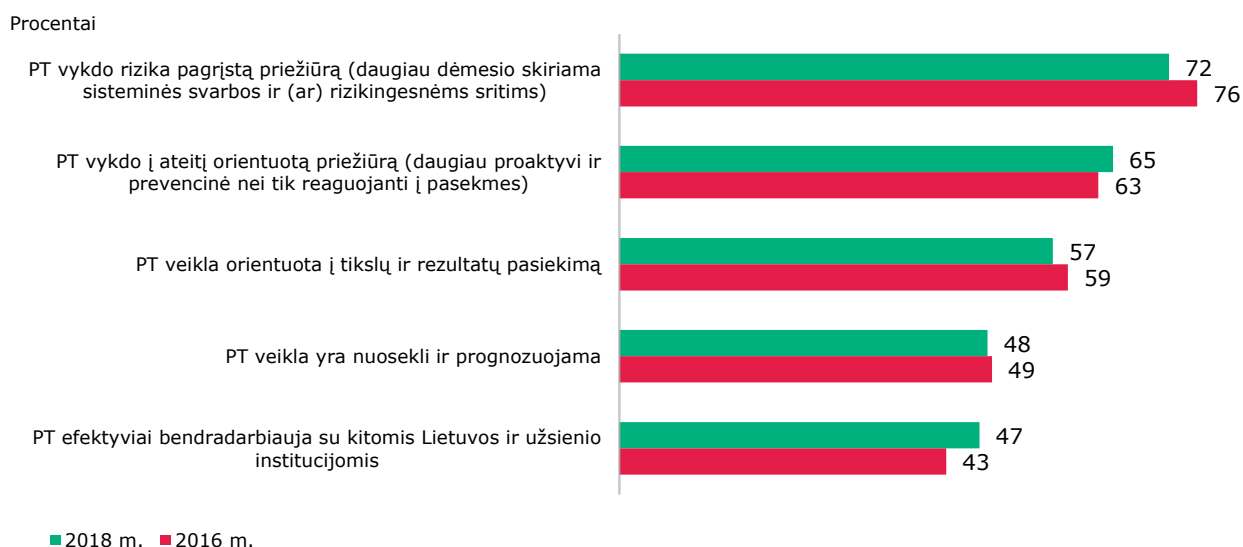 Procentai
PT vykdo rizika pagrįstą priežiūrą (daugiau dėmesio skiriama
sisteminės svarbos ir (ar) rizikingesnėms sritims)
72
76
PT vykdo į ateitį orientuotą priežiūrą (daugiau proaktyvi ir
prevencinė nei tik reaguojanti į pasekmes)
65
63
PT veikla orientuota į tikslų ir rezultatų pasiekimą
57
59
PT veikla yra nuosekli ir prognozuojama
48
49
PT efektyviai bendradarbiauja su kitomis Lietuvos ir užsienio
institucijomis
47
43
2018 m. 2016 m.